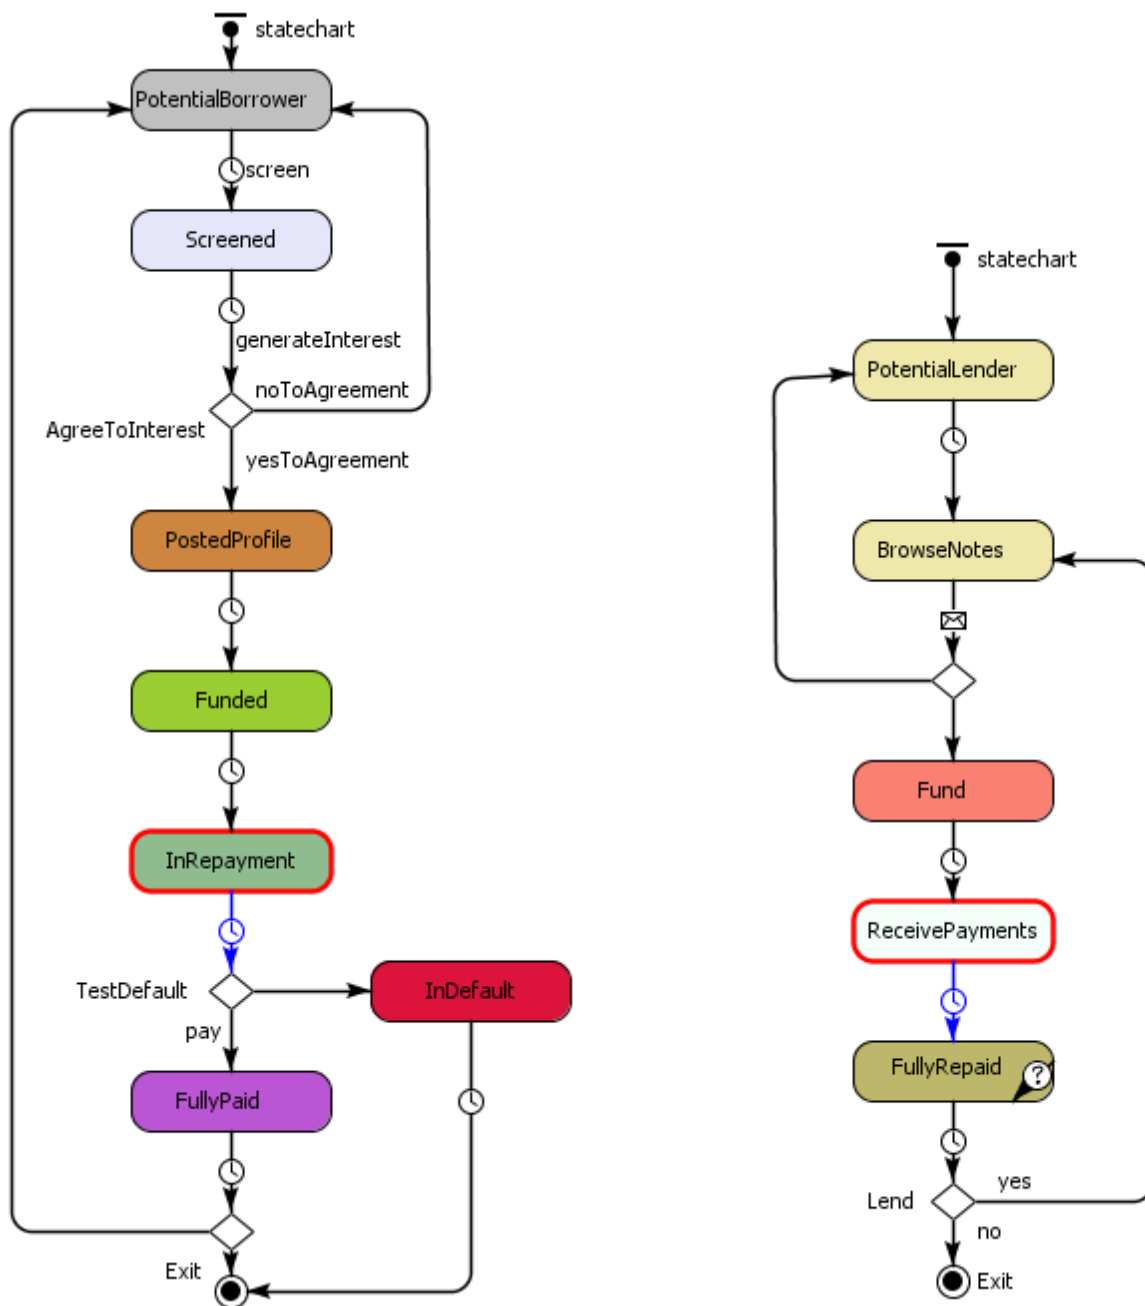 statechart
PotentialBorrower
screen
Screened
generateInterest
noToAgreement
AgreeToInterest
yesToAgreement
PostedProfile
Funded
InRepayment
TestDefault
InDefault
pay
FullyPaid
Exit
statechart
PotentialLender
BrowseNotes
Fund
ReceivePayments
FullyRepaid
?
yes
Lend
no
Exit